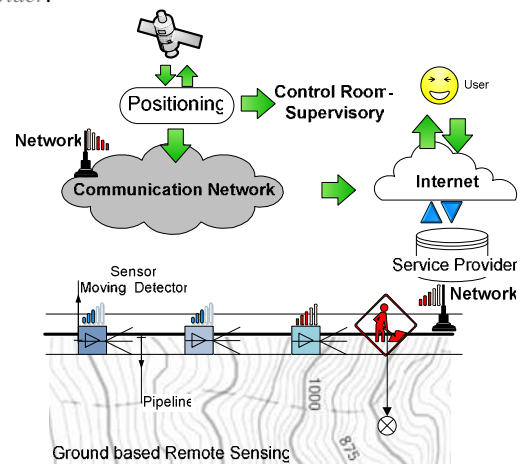 Positioning
Control Room-
Supervisory
User
Network
Communication Network
Internet
Service Provider
Sensor
Moving Detector
Network
Pipeline
1000
875
Ground based Remote Sensing